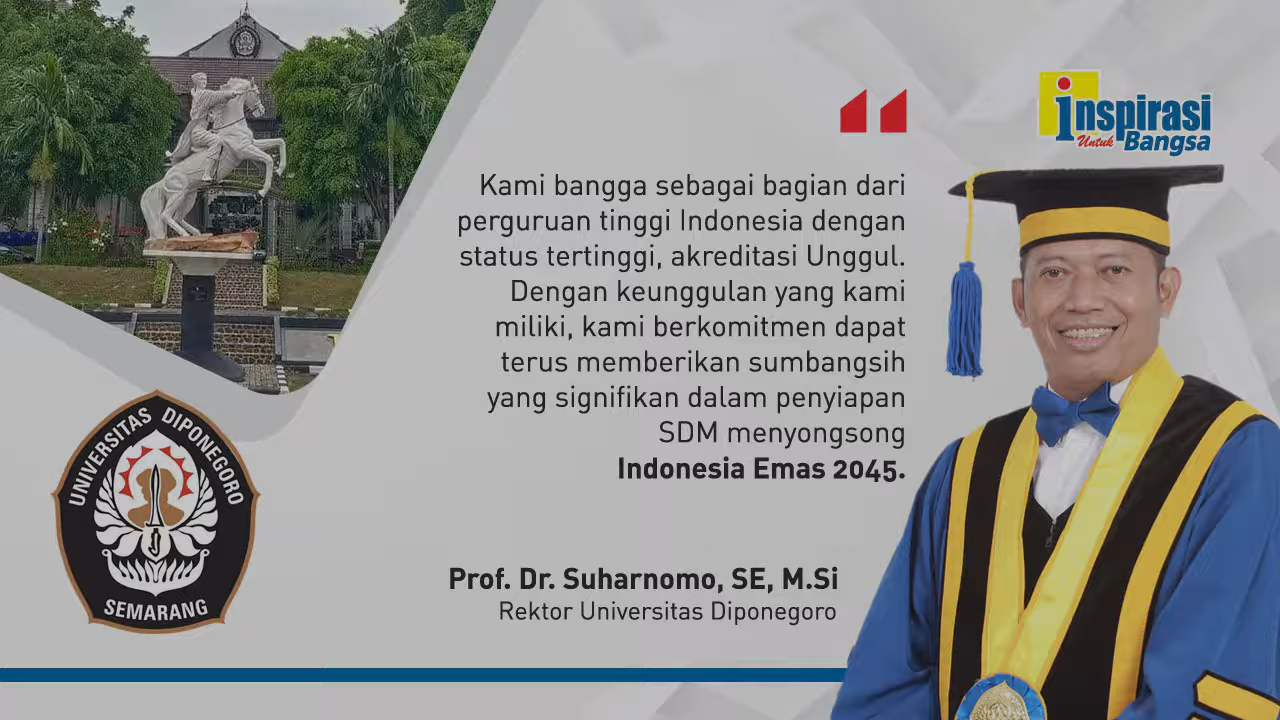 inspirasi
Untuk Bangsa
Kami bangga sebagai bagian dari
perguruan tinggi Indonesia dengan
status tertinggi, akreditasi Unggul.
Dengan keunggulan yang kami
miliki, kami berkomitmen dapat
terus memberikan sumbangsih
yang signifikan dalam penyiapan
SDM menyongsong
Indonesia Emas 2045.
Prof. Dr. Suharnomo, SE, M.Si
Rektor Universitas Diponegoro
UNIVERSITAS DIPONEGORO
SEMARANG